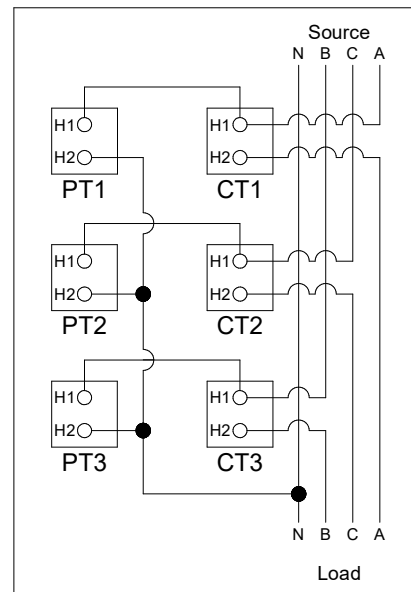 Source
N B C A
H1 H1
H2 H2
PT1 CT1
H1 H1
H2 H2
PT2 CT2
H1 H1
H2 H2
PT3 CT3
N B C A
Load